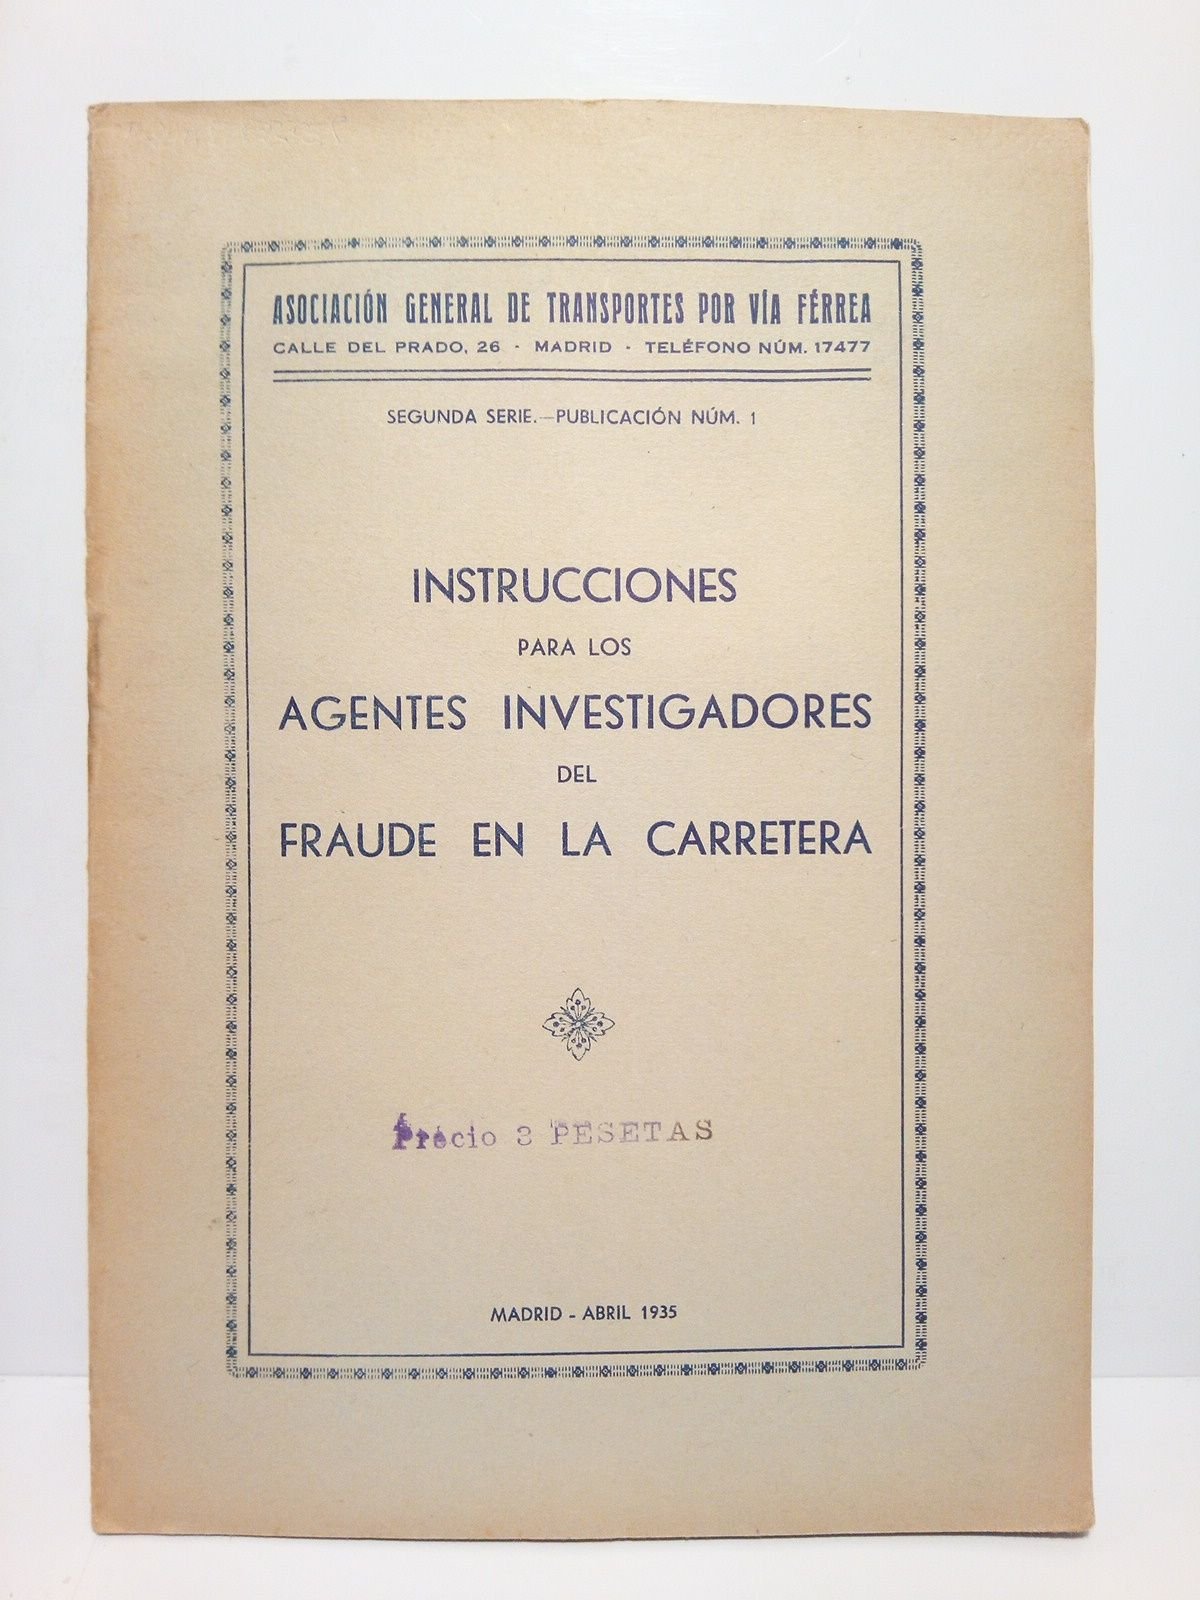 ASOCIACIÓN GENERAL DE TRANSPORTES POR VÍA FÉRREA
CALLE DEL PRADO, 26 - MADRID - TELÉFONO NÚM. 17477
SEGUNDA SERIE.—PUBLICACIÓN NÚM. 1
INSTRUCCIONES
PARA LOS
AGENTES INVESTIGADORES
DEL
FRAUDE EN LA CARRETERA
Precio 3 PESETAS
MADRID - ABRIL 1935